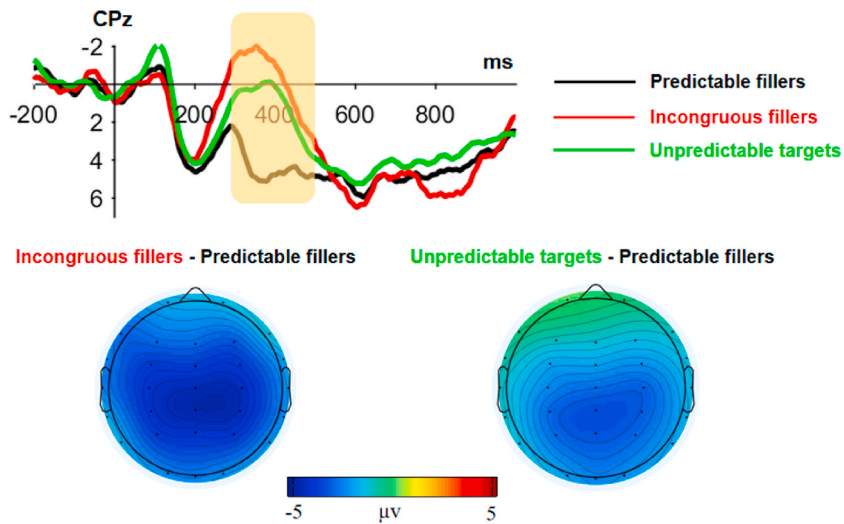 CPz
-2
ms
-200
200
400
600
800
2
4
6
Predictable fillers
Incongruous fillers
Unpredictable targets
Incongruous fillers - Predictable fillers
Unpredictable targets - Predictable fillers
-5
μv
5